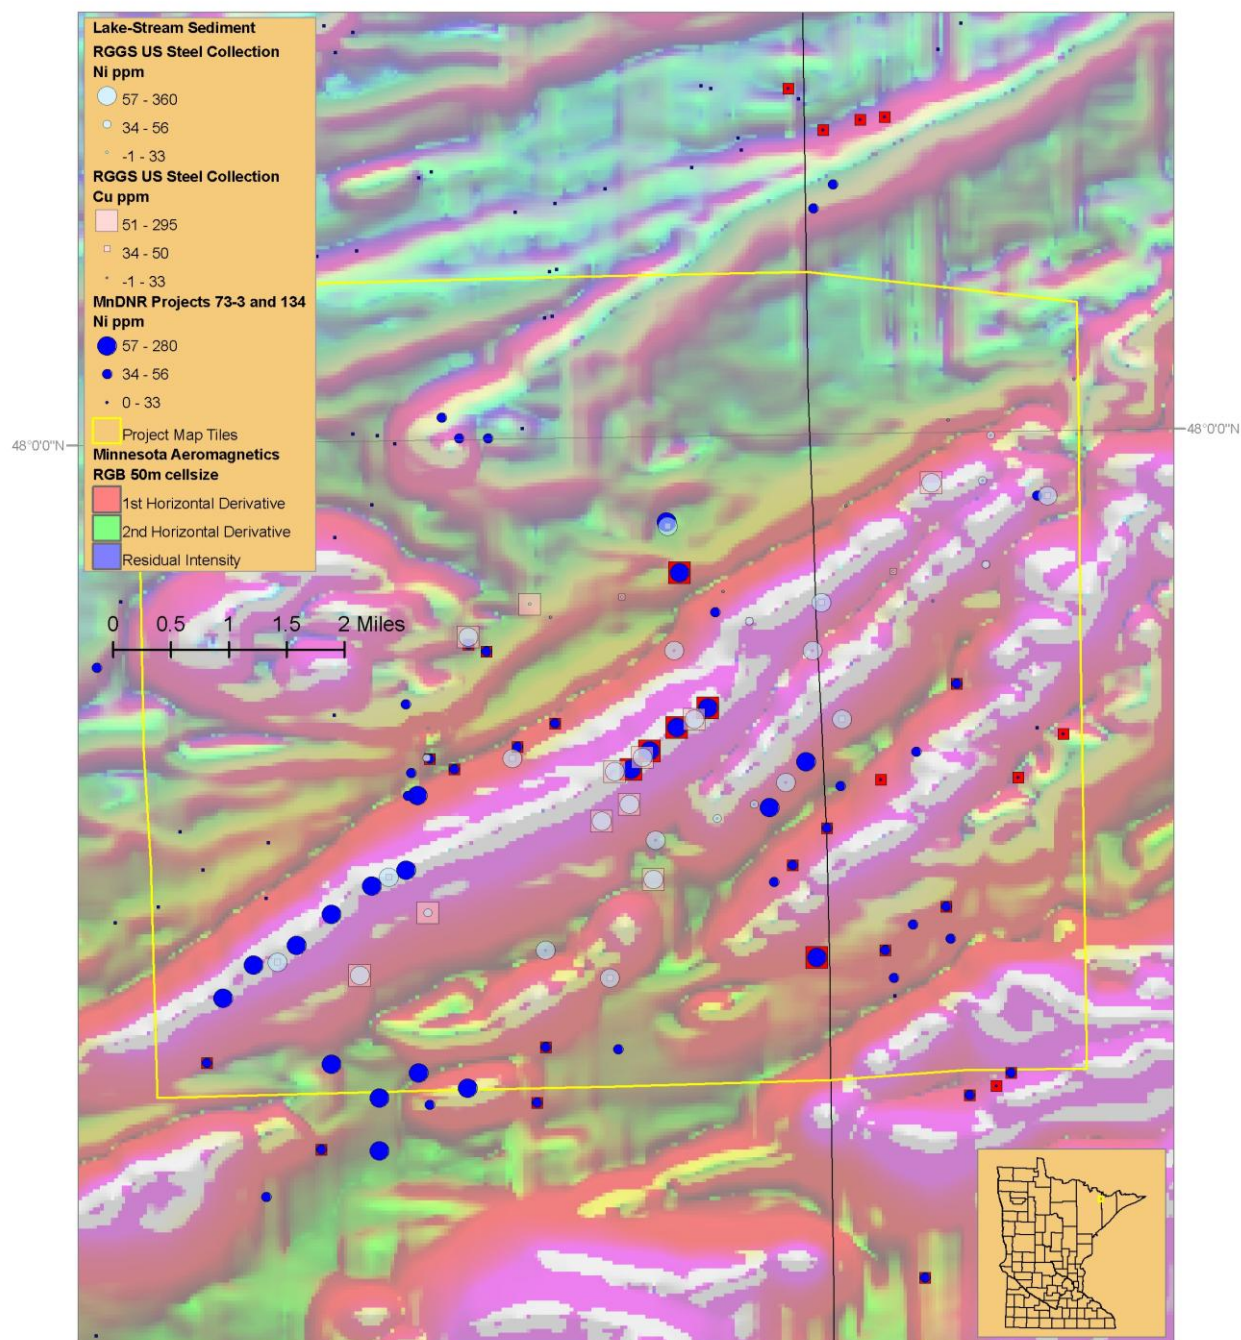 Lake-Stream Sediment
RGGS US Steel Collection
Ni ppm
57 - 360
34 - 56
-1 - 33
RGGS US Steel Collection
Cu ppm
51 - 295
34 - 50
-1 - 33
MnDNR Projects 73-3 and 134
Ni ppm
57 - 280
34 - 56
0 - 33
Project Map Tiles
Minnesota Aeromagnetics
RGB 50m cellsize
1st Horizontal Derivative
2nd Horizontal Derivative
Residual Intensity
48°0'0"N
48°0'0"N
0 0.5 1 1.5 2 Miles